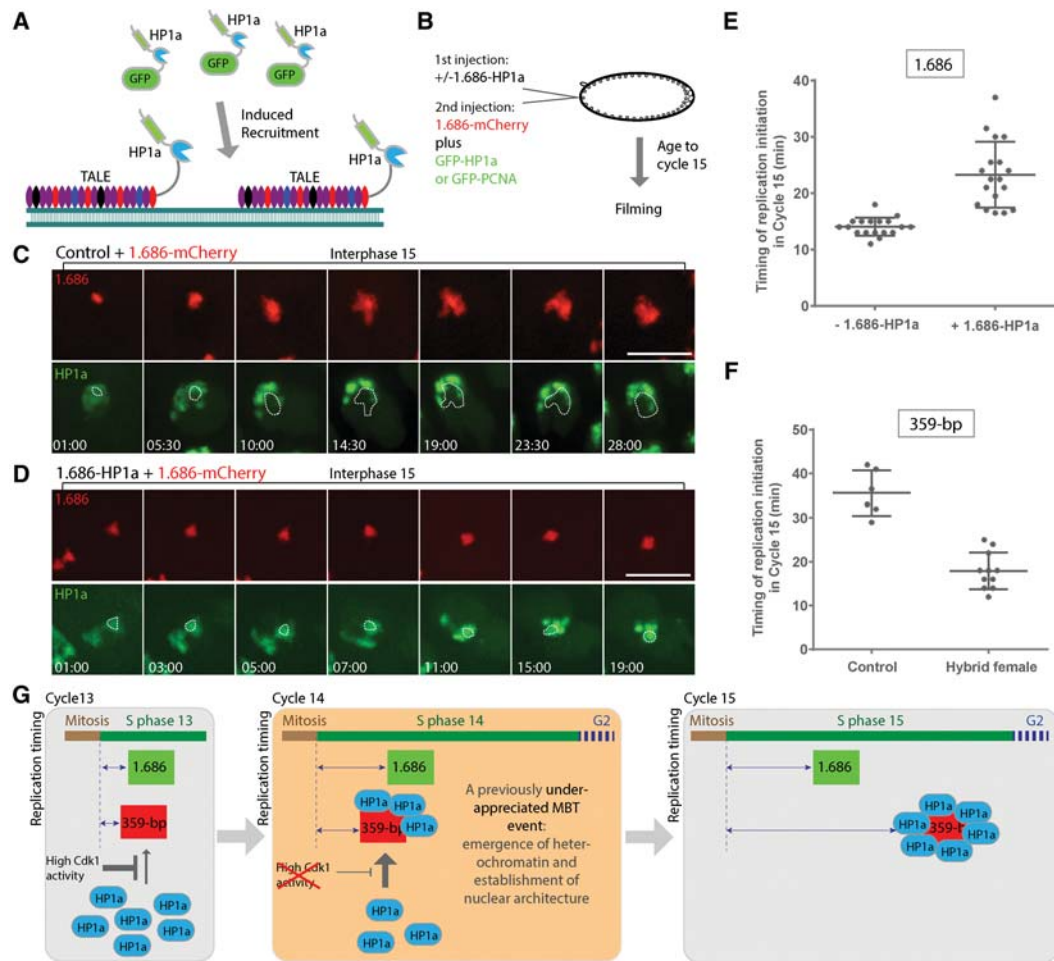 A
HP1a
HP1a
HP1a
GFP
GFP
GFP
Induced
Recruitment
HP1a
HP1a
TALE
TALE
B
1st injection:
+/-1.686-HP1a
2nd injection:
1.686-mCherry
plus
GFP-HP1a
or GFP-PCNA
Age to
cycle 15
Filming
C
Control + 1.686-mCherry
Interphase 15
1.686
HP1a
01:00
05:30
10:00
14:30
19:00
23:30
28:00
D
1.686-HP1a + 1.686-mCherry
Interphase 15
1.686
HP1a
01:00
03:00
05:00
07:00
11:00
15:00
19:00
E
1.686
Timing of replication initiation
in Cycle 15 (min)
40
30
20
10
0
- 1.686-HP1a
+ 1.686-HP1a
F
359-bp
Timing of replication initiation
in Cycle 15 (min)
50
40
30
20
10
0
Control
Hybrid female
G
Cycle13
Replication timing
Mitosis
S phase 13
1.686
359-bp
High Cdk1
activity
HP1a
HP1a
HP1a
HP1a
HP1a
HP1a
HP1a
Cycle 14
Replication timing
Mitosis
S phase 14
G2
1.686
HP1a
HP1a
359-bp
HP1a
High Cdk1
activity
HP1a
HP1a
HP1a
A previously under-
appreciated MBT
event:
emergence of heter-
ochromatin and
establishment of
nuclear architecture
Cycle 15
Replication timing
Mitosis
S phase 15
G2
1.686
HP1a
HP1a
HP1a
359-b
HP1a
HP1a
HP1a
HP1a